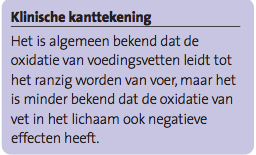 Klinische kanttekening
Het is algemeen bekend dat de
oxidatie van voedingsvetten leidt tot
het ranzig worden van voer, maar het
is minder bekend dat de oxidatie van
vet in het lichaam ook negatieve
effecten heeft.